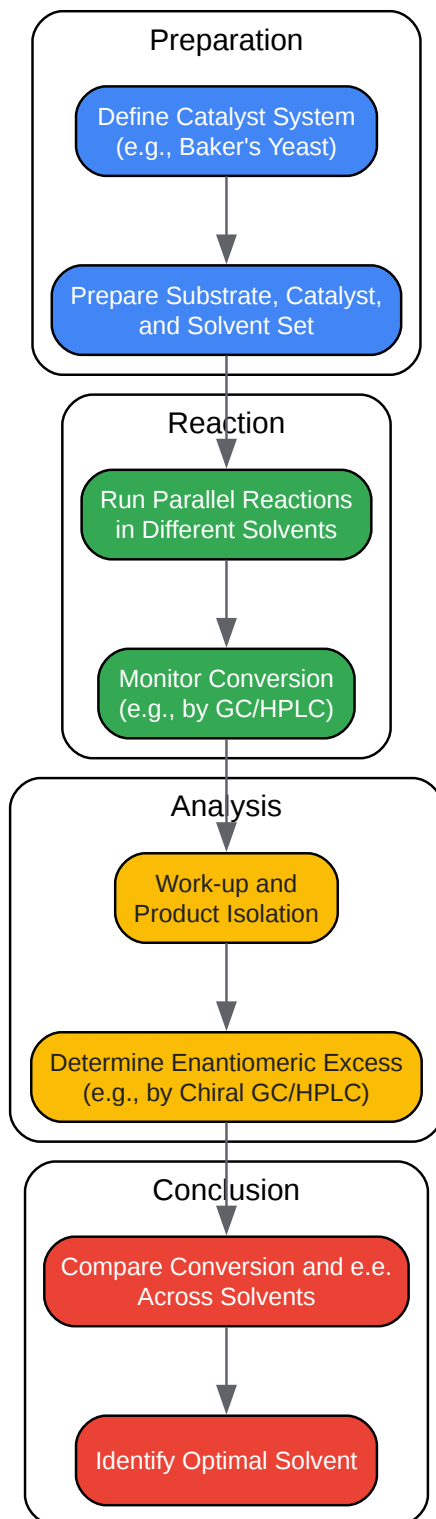 Preparation
Define Catalyst System
(e.g., Baker's Yeast)
Prepare Substrate, Catalyst,
and Solvent Set
Reaction
Run Parallel Reactions
in Different Solvents
Monitor Conversion
(e.g., by GC/HPLC)
Analysis
Work-up and
Product Isolation
Determine Enantiomeric Excess
(e.g., by Chiral GC/HPLC)
Conclusion
Compare Conversion and e.e.
Across Solvents
Identify Optimal Solvent